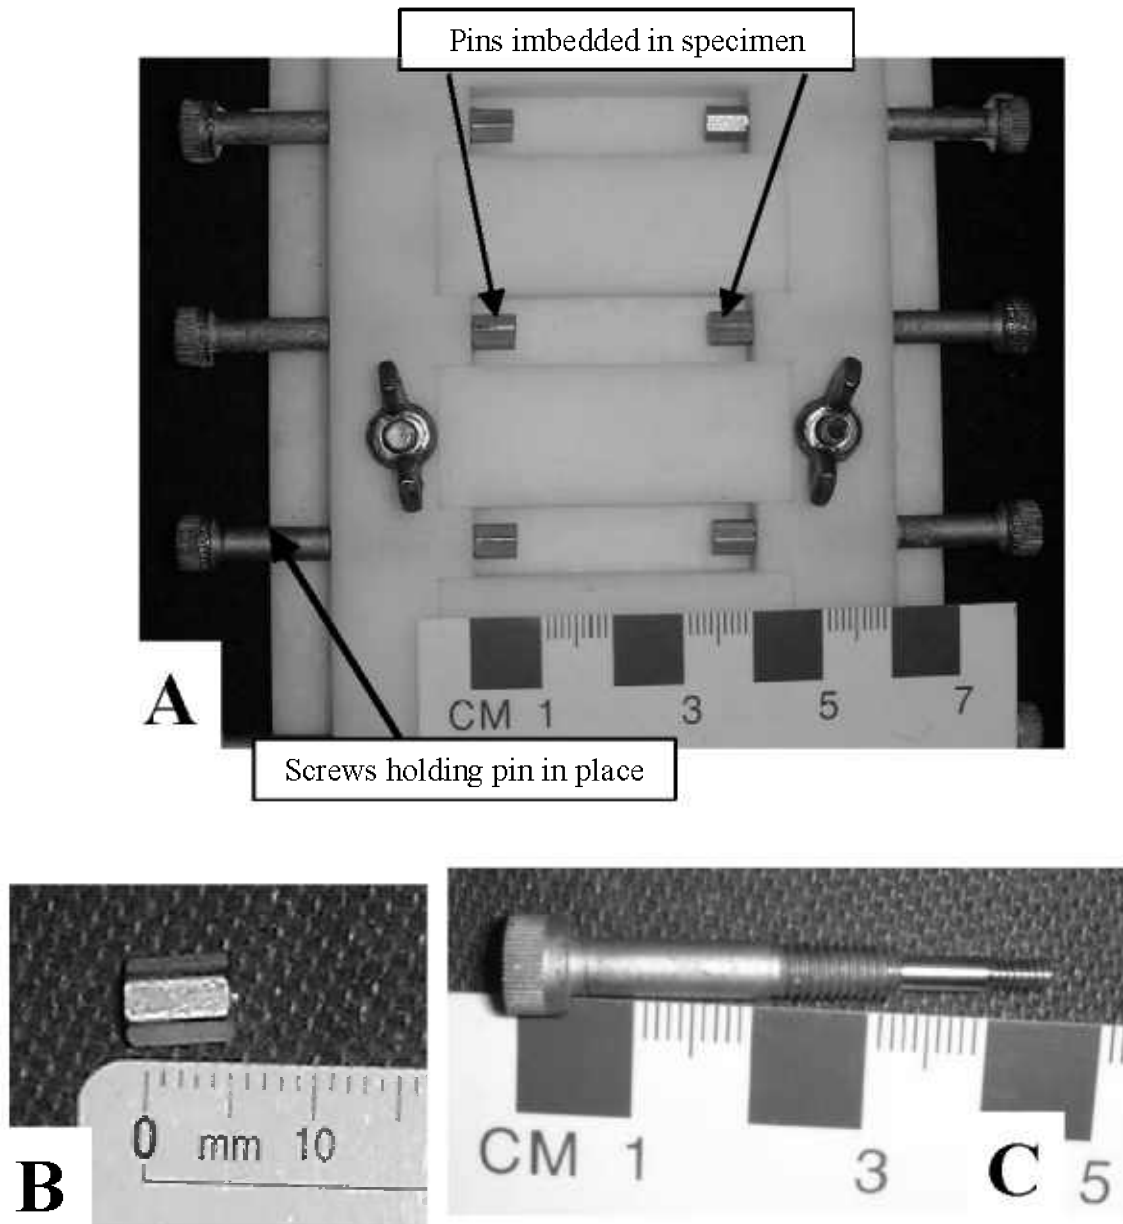 Pins imbedded in specimen
A
CM 1 3 5 7
Screws holding pin in place
B
0 mm 10
C
CM 1 3 5